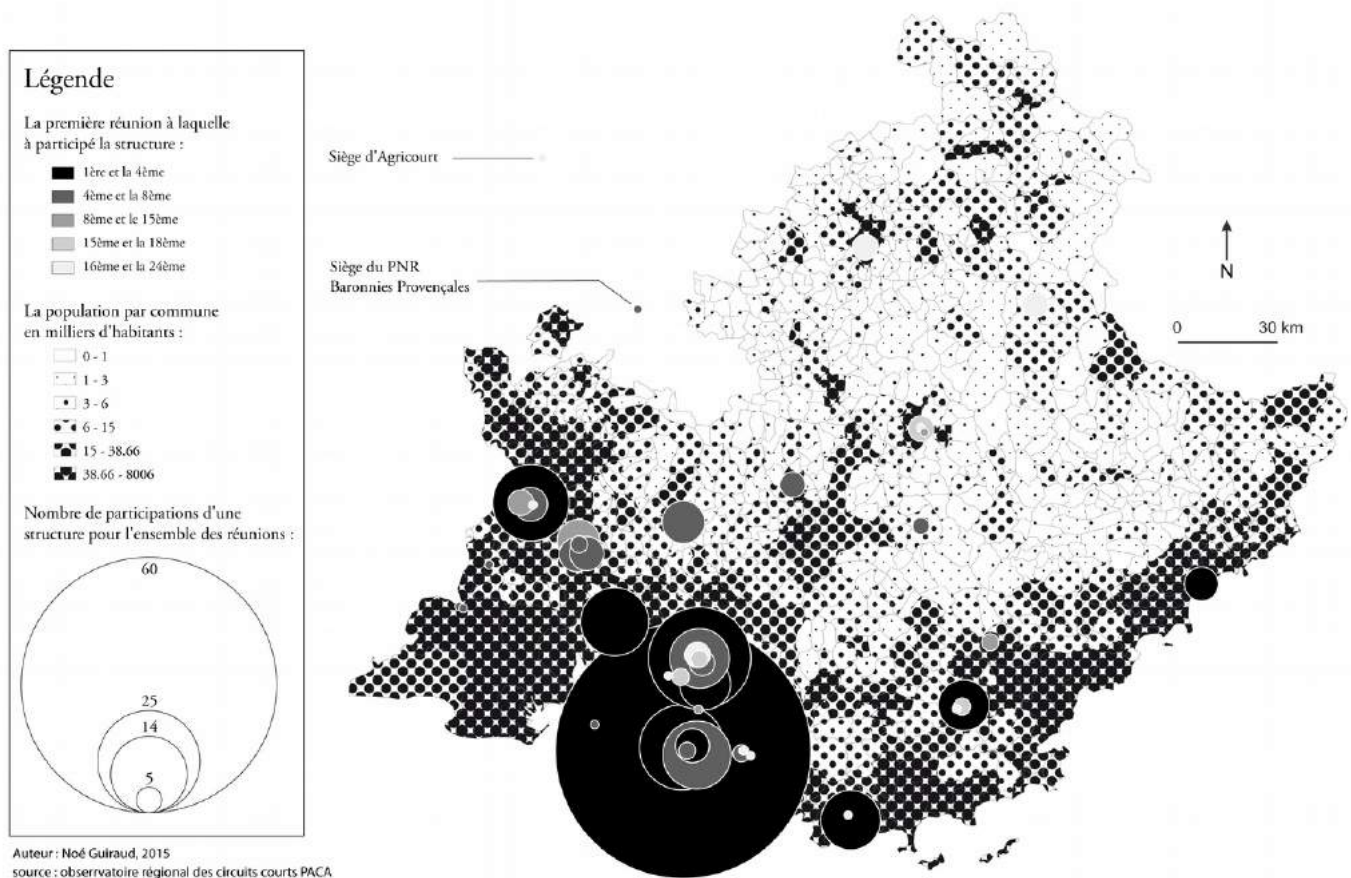 Légende
La première réunion à laquelle
à participé la structure :
1ère et la 4ème
4ème et la 8ème
8ème et le 15ème
15ème et la 18ème
16ème et la 24ème
La population par commune
en milliers d'habitants :
0 - 1
1 - 3
3 - 6
6 - 15
15 - 38.66
38.66 - 8006
Nombre de participations d'une
structure pour l'ensemble des réunions :
60
25
14
5
Auteur : Noé Guiraud, 2015
source : obserrvatoire régional des circuits courts PACA
Siège d'Agricourt
Siège du PNR
Baronnies Provençales
N
0 30 km